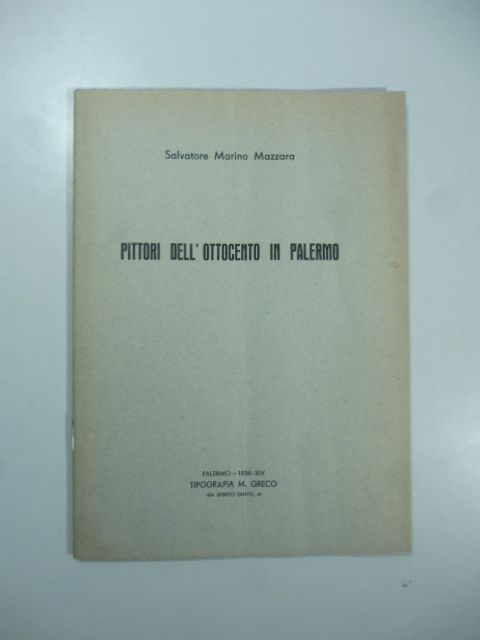 Salvatore Marino Mazzara
PITTORI DELL' OTTOCENTO IN PALERMO
PALERMO - 1936-XIV
TIPOGRAFIA M. GRECO
VIA SPIRITO SANTO, 41